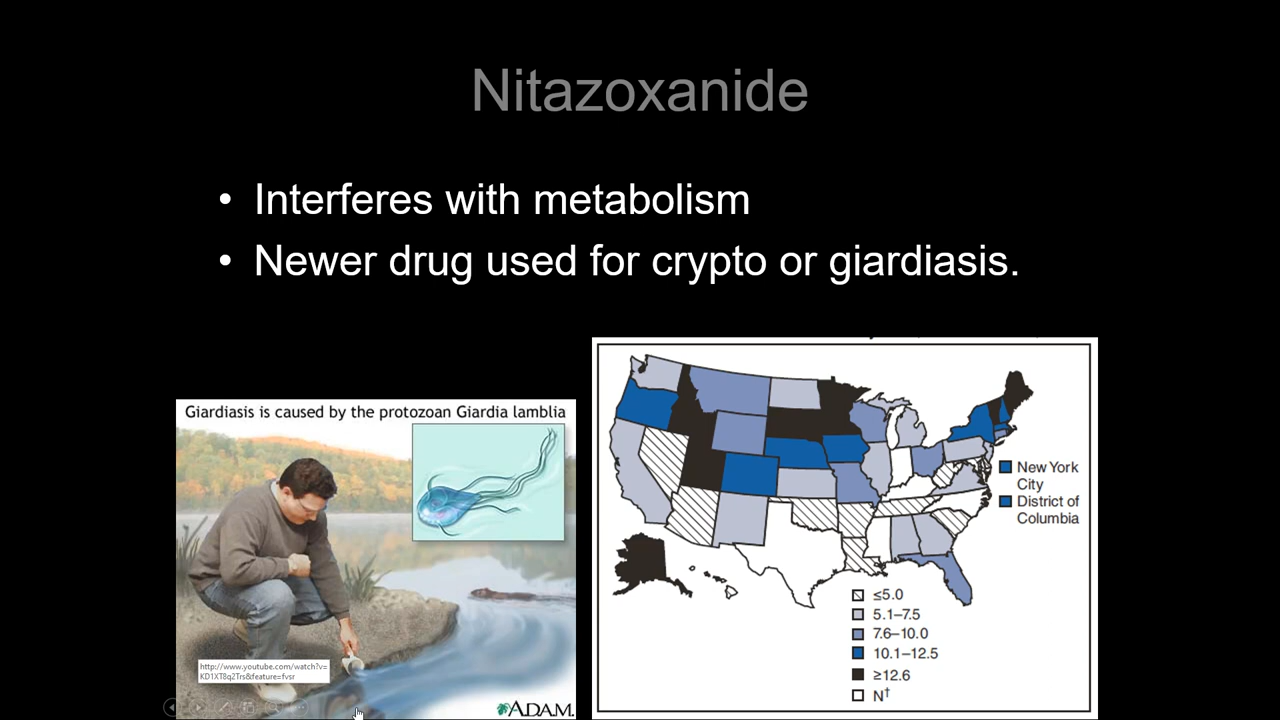 Nitazoxanide
• Interferes with metabolism
• Newer drug used for crypto or giardiasis.
Giardiasis is caused by the protozoan Giardia lamblia
http://www.youtube.com/watch?v=
KD1XT8q2Trs&feature=fvsr
ADAM.
New York
City
District of
Columbia
≤5.0
5.1–7.5
7.6–10.0
10.1–12.5
≥12.6
N†